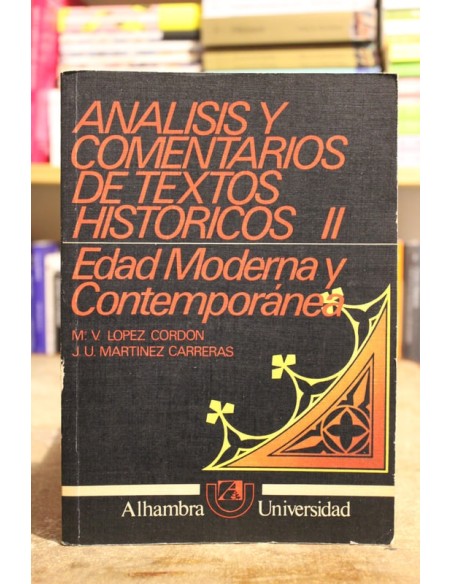 ANALISIS Y
COMENTARIOS
DE TEXTOS
HISTORICOS II
Edad Moderna y
Contemporánea
Mª V. LOPEZ CORDON
J. U. MARTINEZ CARRERAS
Alhambra Universidad